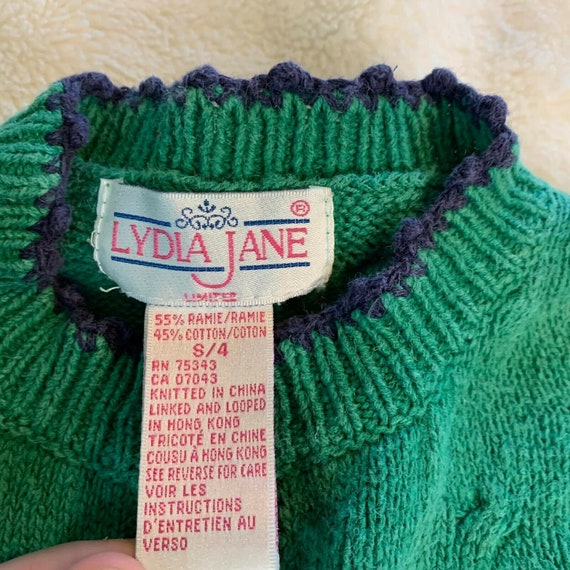 ®
LYDIA JANE
LIMITED
55% RAMIE/RAMIE
45% COTTON/COTON
S/4
RN 75343
CA 07043
KNITTED IN CHINA
LINKED AND LOOPED
IN HONG KONG
TRICOTÉ EN CHINE
COUSU À HONG KONG
SEE REVERSE FOR CARE
VOIR LES
INSTRUCTIONS
D'ENTRETIEN AU
VERSO